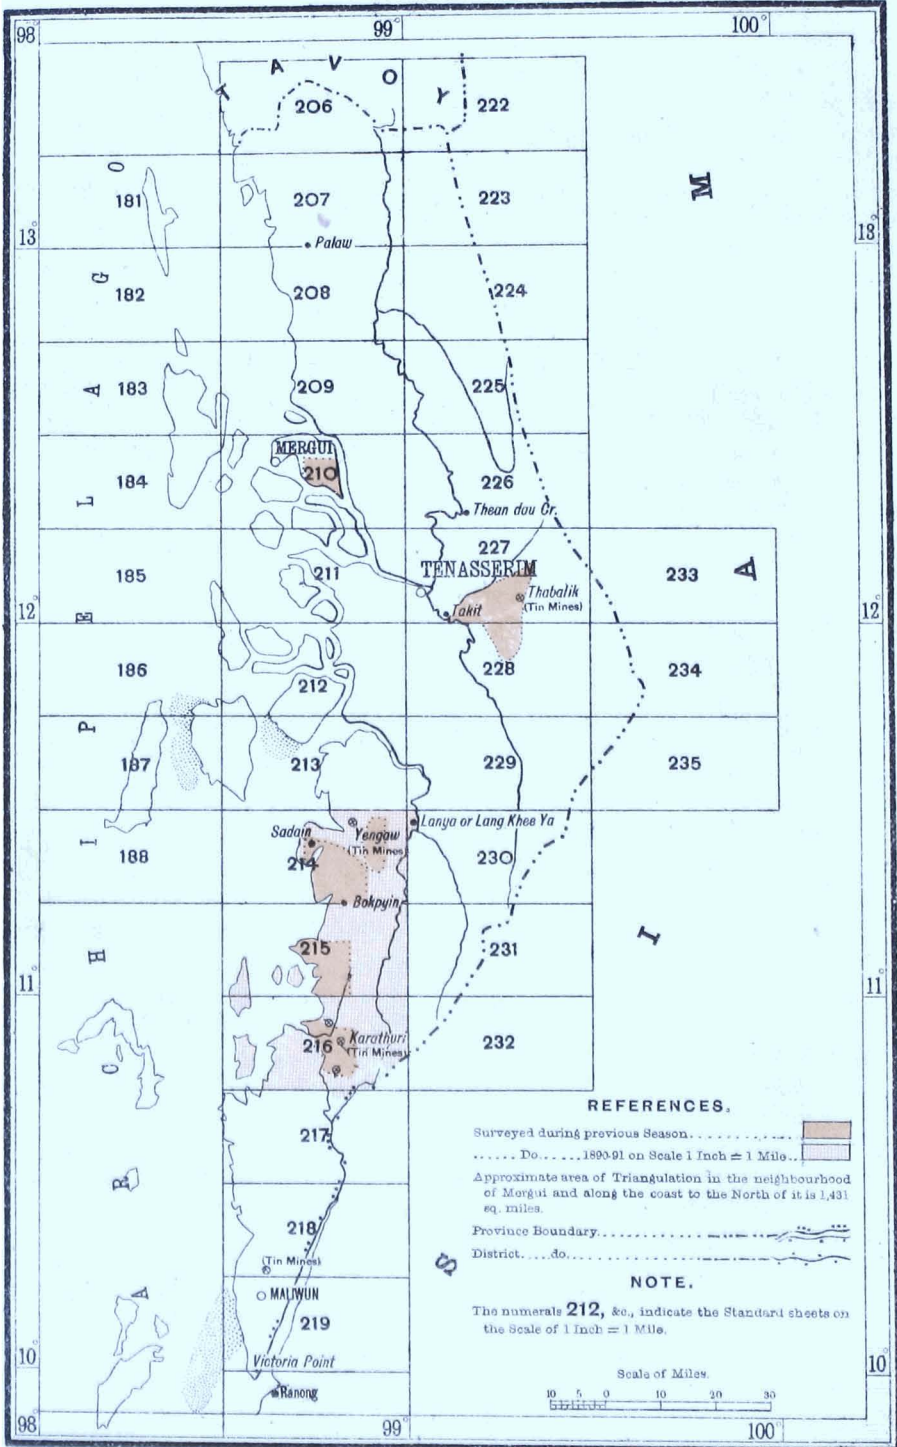 98° 99° 100°
T A V O Y
206 222
181 207 223
M
Palaw
13° 13°
182 208 224
183 209 225
MERGUI
184 210 226
Thean dau Cr.
227
185 211 TENASSERIM 233 A
Thabalik
(Tin Mines)
12° Takit 12°
186 228 234
212
187 213 229 235
Lanya or Lang Khee Ya
Sadain Yengaw
(Tin Mines)
188 214 230
Bokpyin
215 231 I
11° 11°
Karathuri
216 (Tin Mines) 232
217
218
(Tin Mines)
S
MALIWUN
219
Victoria Point
10° 10°
Ranong
A R C H I P E L A G O
REFERENCES.
Surveyed during previous Season
Do. 1890-91 on Scale 1 Inch = 1 Mile
Approximate area of Triangulation in the neighbourhood
of Mergui and along the coast to the North of it is 1,431
sq. miles.
Province Boundary
District do.
NOTE.
The numerals 212, &c., indicate the Standard sheets on
the Scale of 1 Inch = 1 Mile.
Scale of Miles.
10 5 0 10 20 30
98° 99° 100°